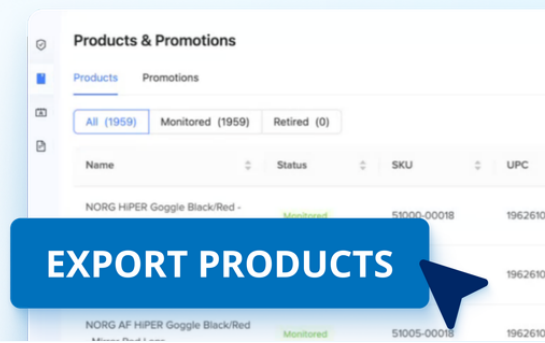 Products & Promotions
Products Promotions
All (1959) Monitored (1959) Retired (0)
Name Status SKU UPC
NORG HiPER Goggle Black/Red -
Monitored 51000-00018 1962610
EXPORT PRODUCTS
1962610
NORG AF HiPER Goggle Black/Red
Monitored 51005-00018 1962610
- Mirror Red Lens